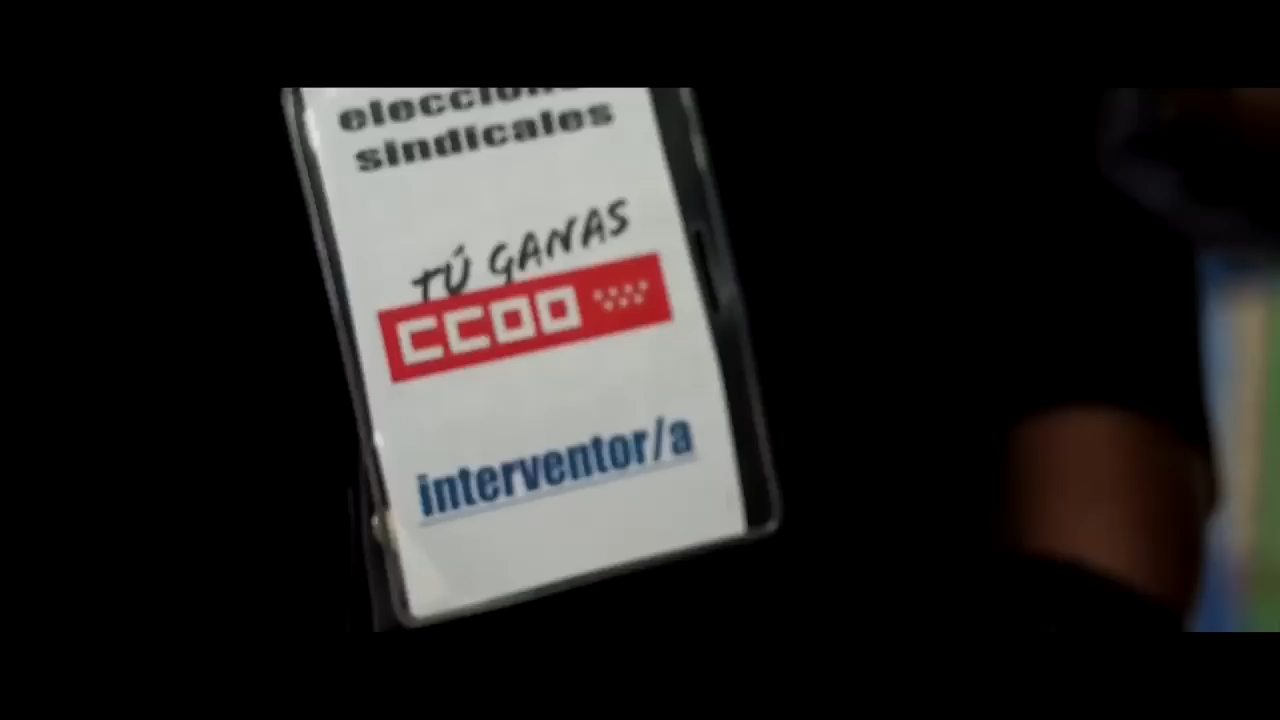 sindicales
TÚ GANAS
CCOO
interventor/a